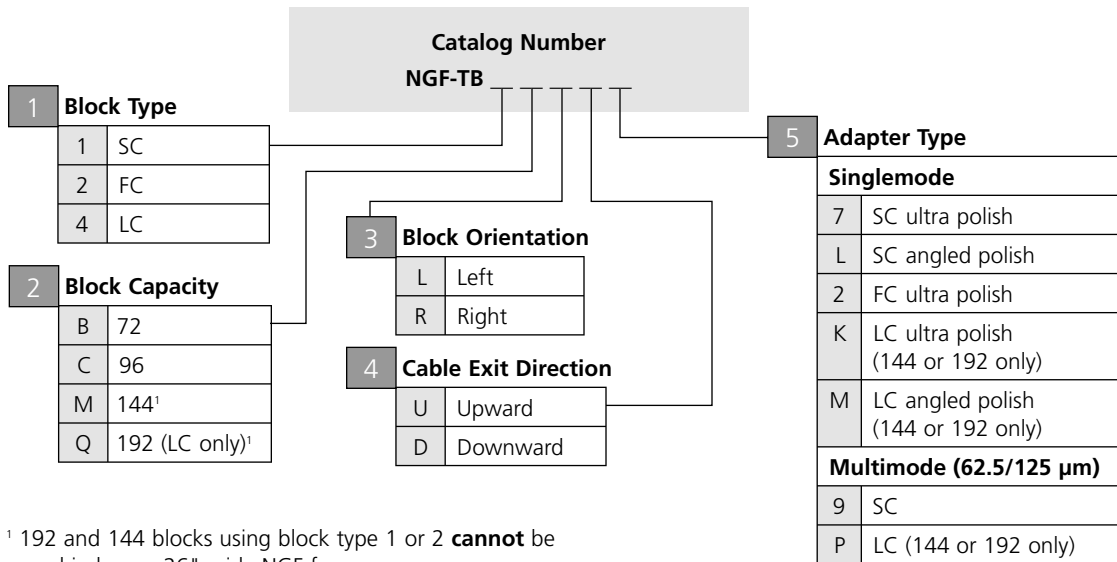 Catalog Number
NGF-TB _ _ _ _ _
1 Block Type
1 SC
2 FC
4 LC
2 Block Capacity
B 72
C 96
M 144¹
Q 192 (LC only)¹
3 Block Orientation
L Left
R Right
4 Cable Exit Direction
U Upward
D Downward
5 Adapter Type
Singlemode
7 SC ultra polish
L SC angled polish
2 FC ultra polish
K LC ultra polish
(144 or 192 only)
M LC angled polish
(144 or 192 only)
Multimode (62.5/125 µm)
9 SC
P LC (144 or 192 only)
¹ 192 and 144 blocks using block type 1 or 2 cannot be